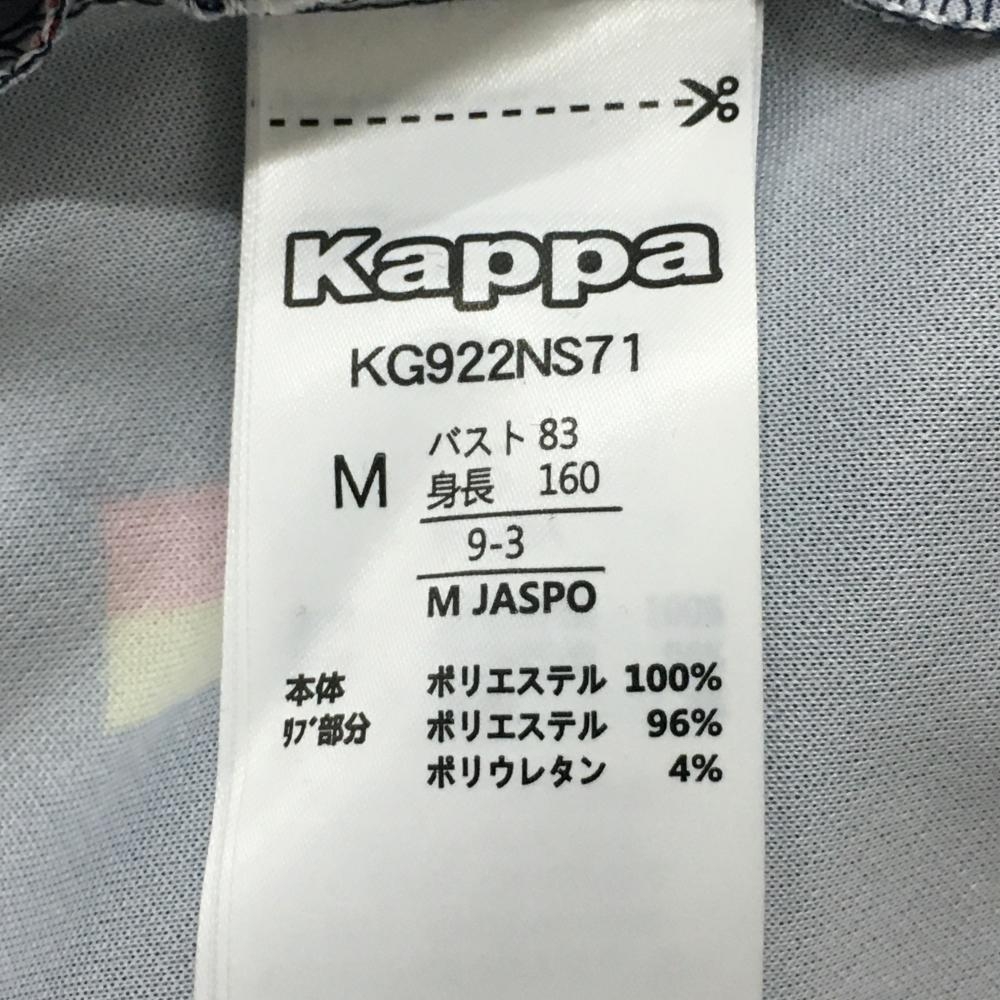 Kappa
KG922NS71
M
バスト 83
身長 160
9-3
M JASPO
本体 ポリエステル 100%
ﾘﾌﾞ部分 ポリエステル 96%
ポリウレタン 4%